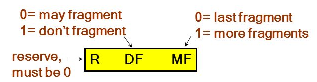 0= may fragment
1= don't fragment
0= last fragment
1= more fragments
reserve,
must be 0
R DF MF